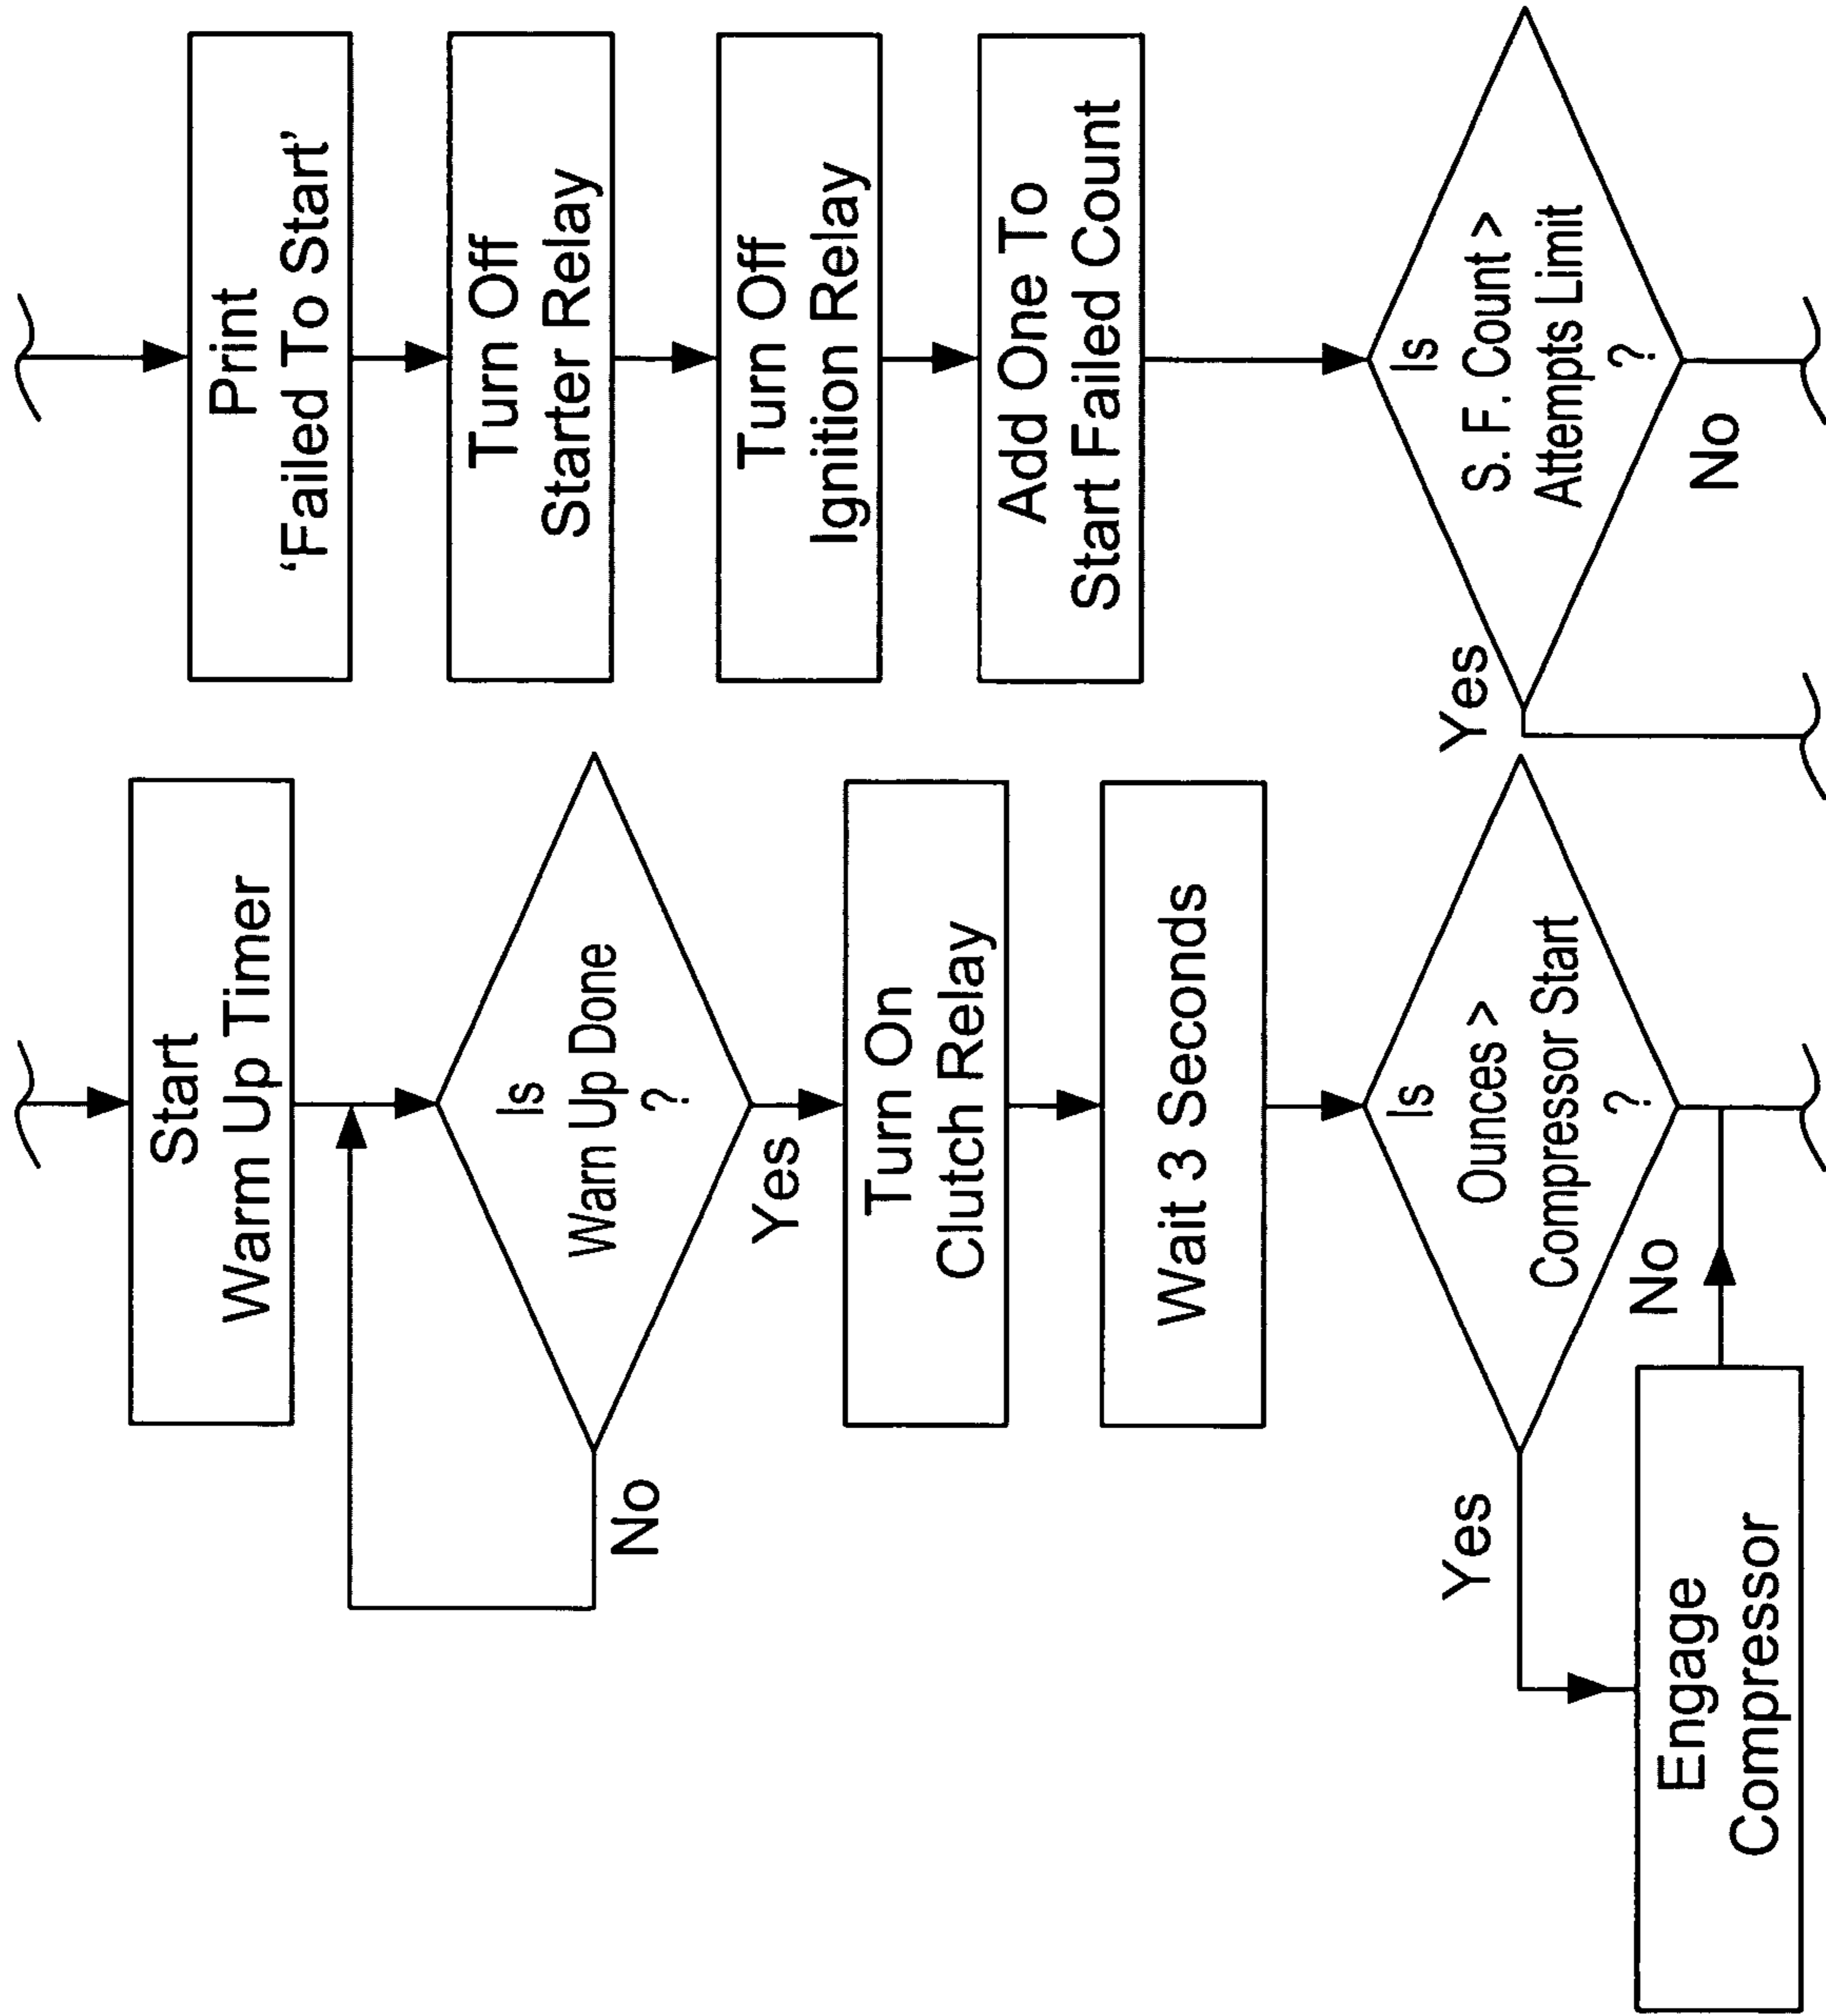 Start
Warm Up Timer
Is
Warn Up Done
?
No
Yes
Turn On
Clutch Relay
Wait 3 Seconds
Is
Ounces >
Compressor Start
?
Yes
No
Engage
Compressor
Print
‘Failed To Start’
Turn Off
Starter Relay
Turn Off
Ignition Relay
Add One To
Start Failed Count
Is
S. F. Count >
Attempts Limit
?
Yes
No